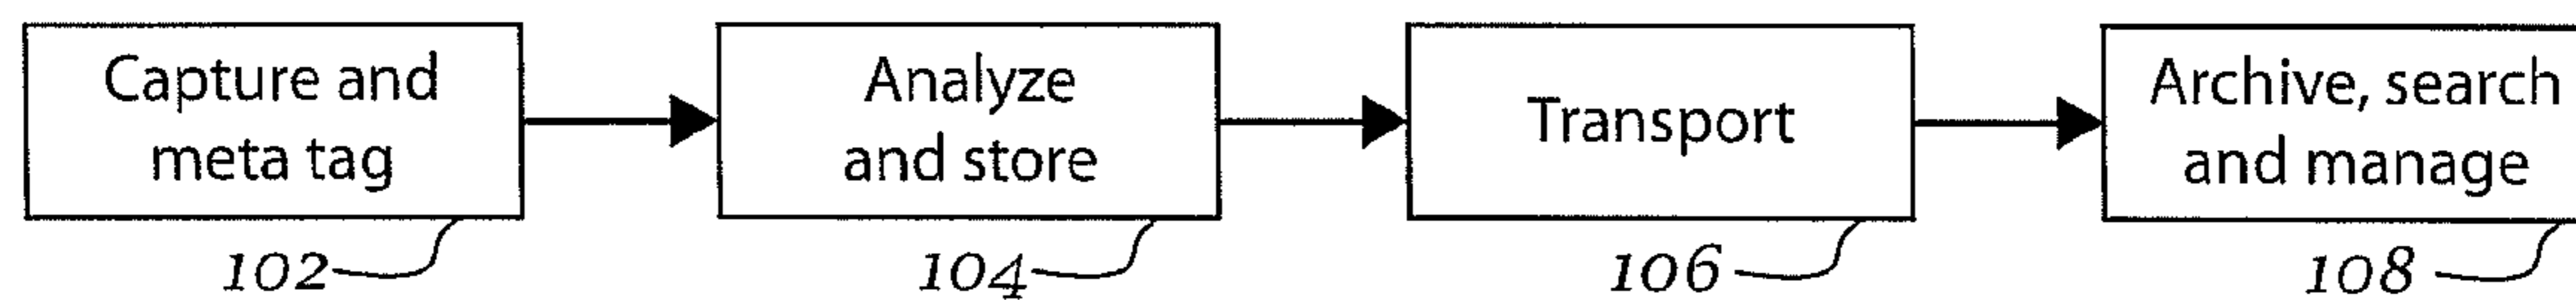 Capture and
meta tag
Analyze
and store
Transport
Archive, search
and manage
102
104
106
108